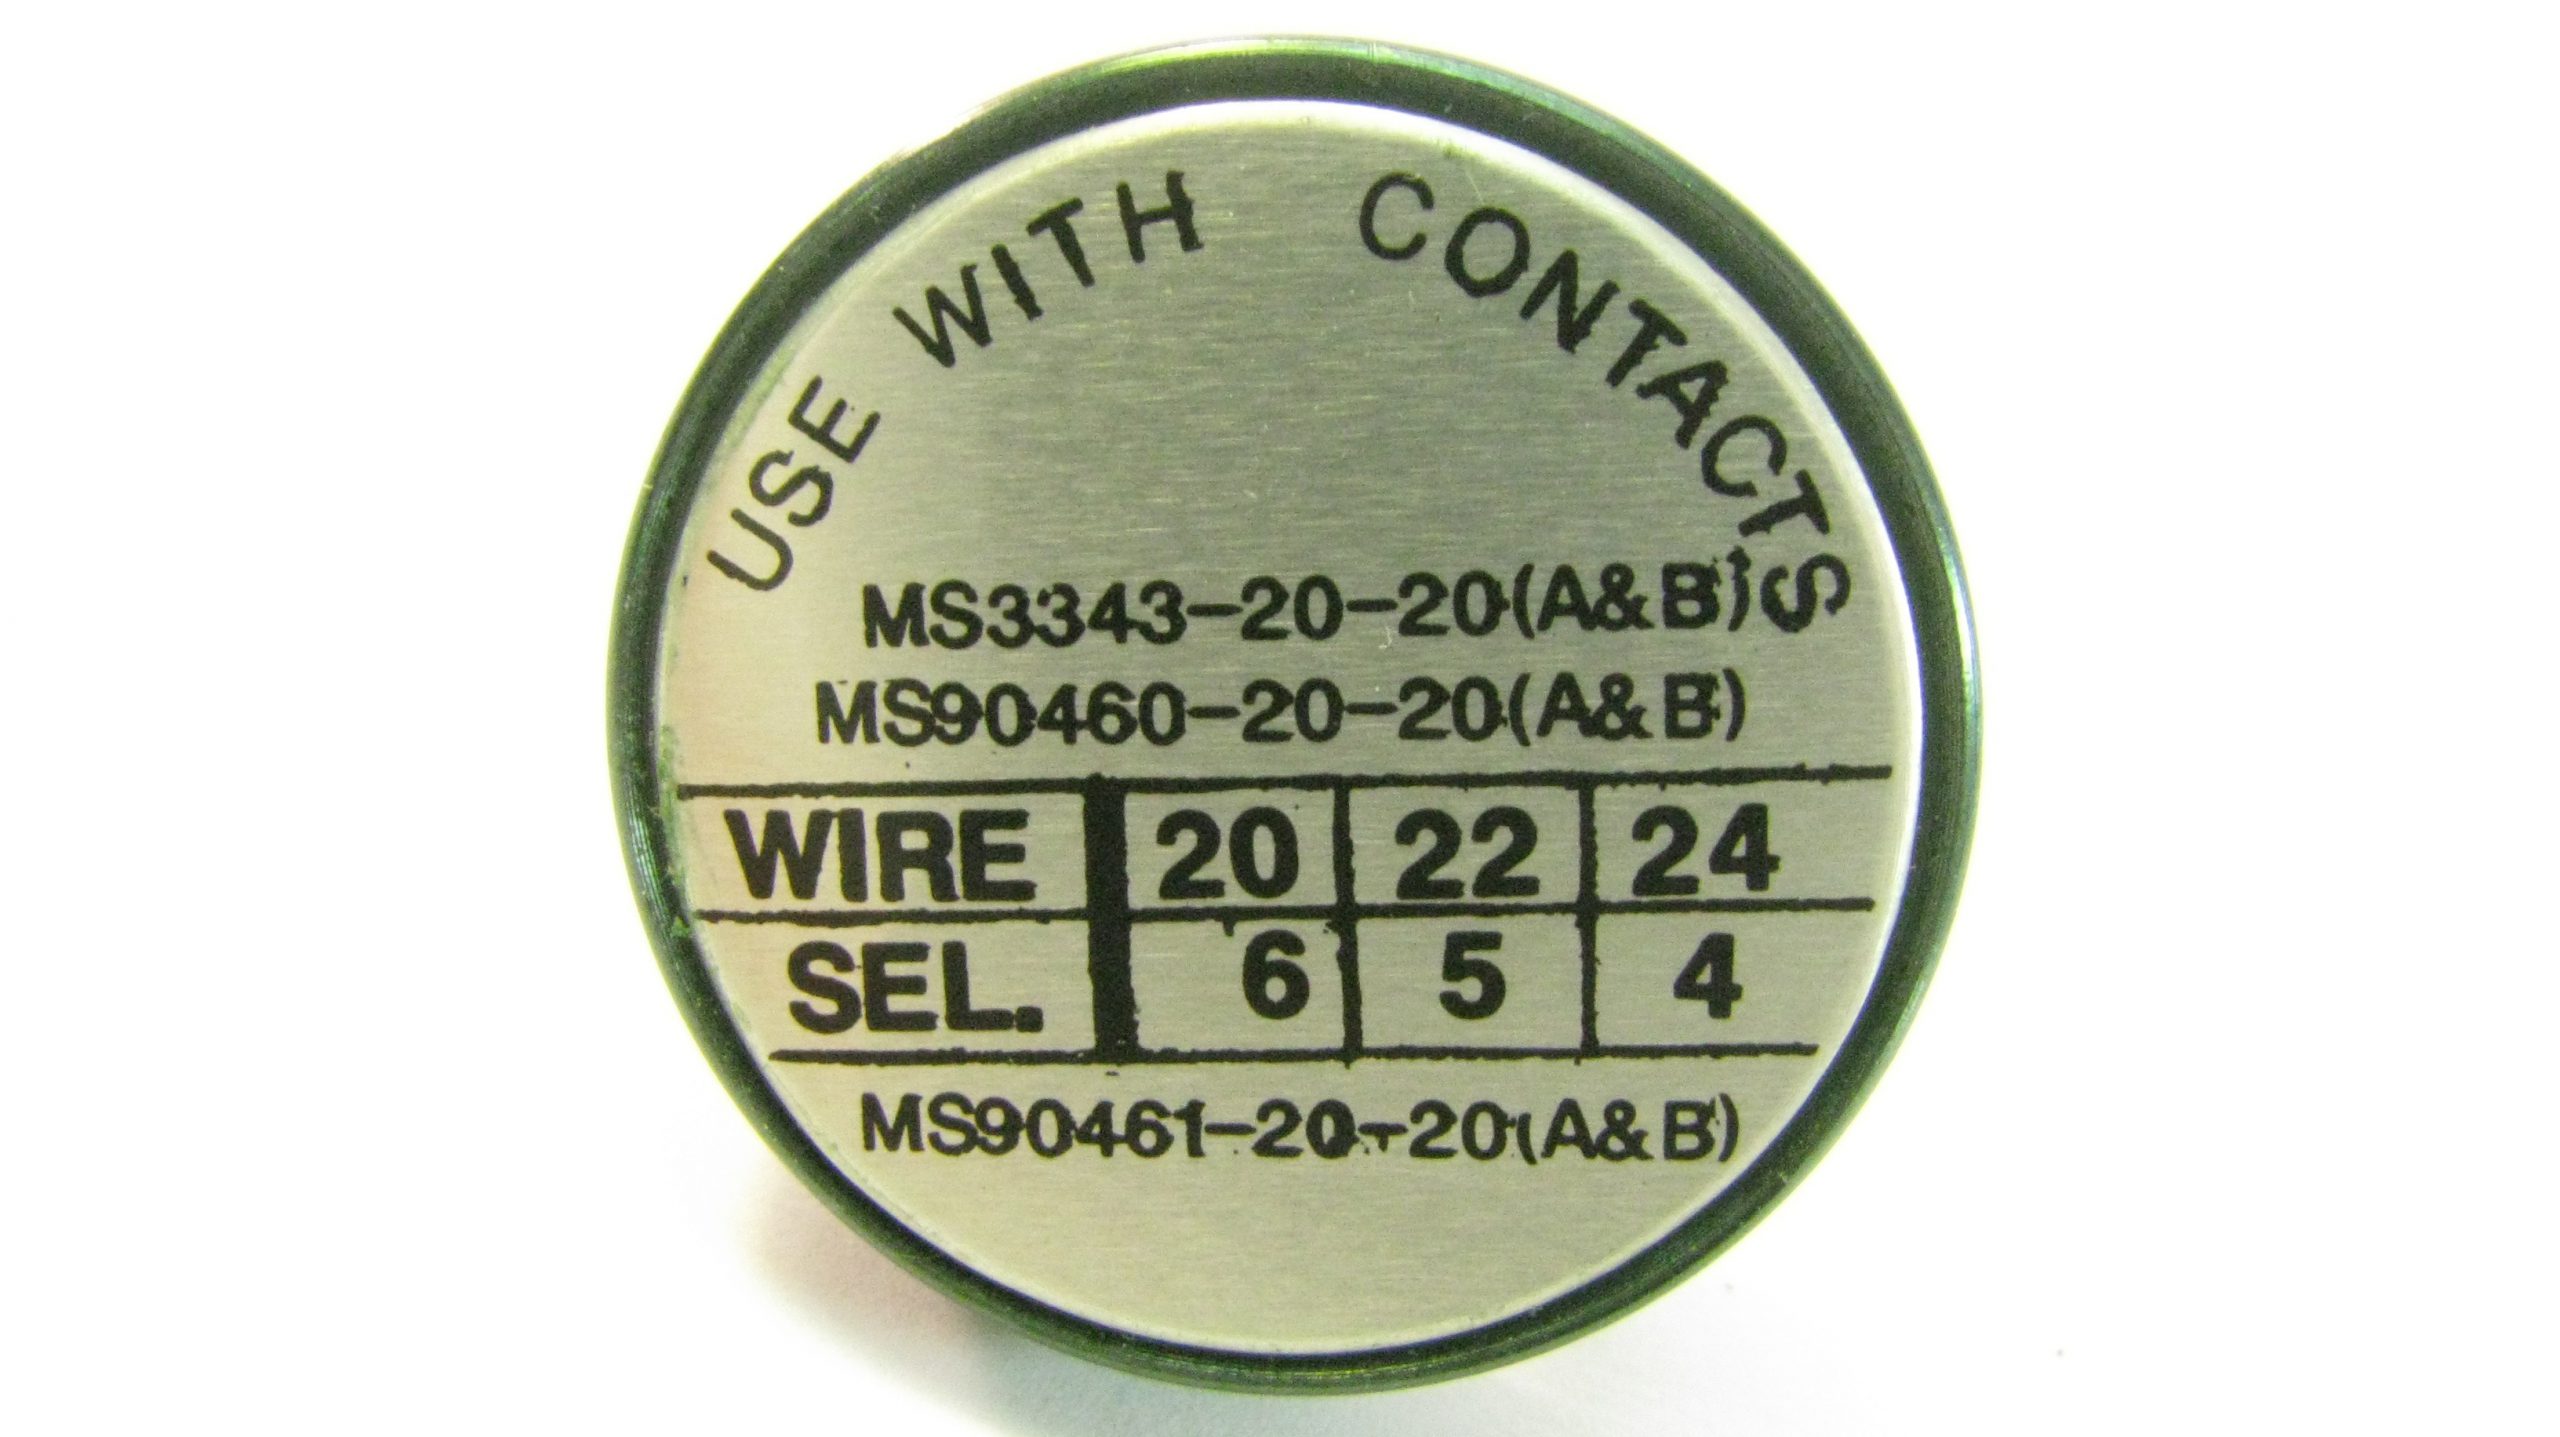 USE WITH CONTACTS
MS3343-20-20(A&B)
MS90460-20-20(A&B)
WIRE 20 22 24
SEL. 6 5 4
MS90461-20-20(A&B)